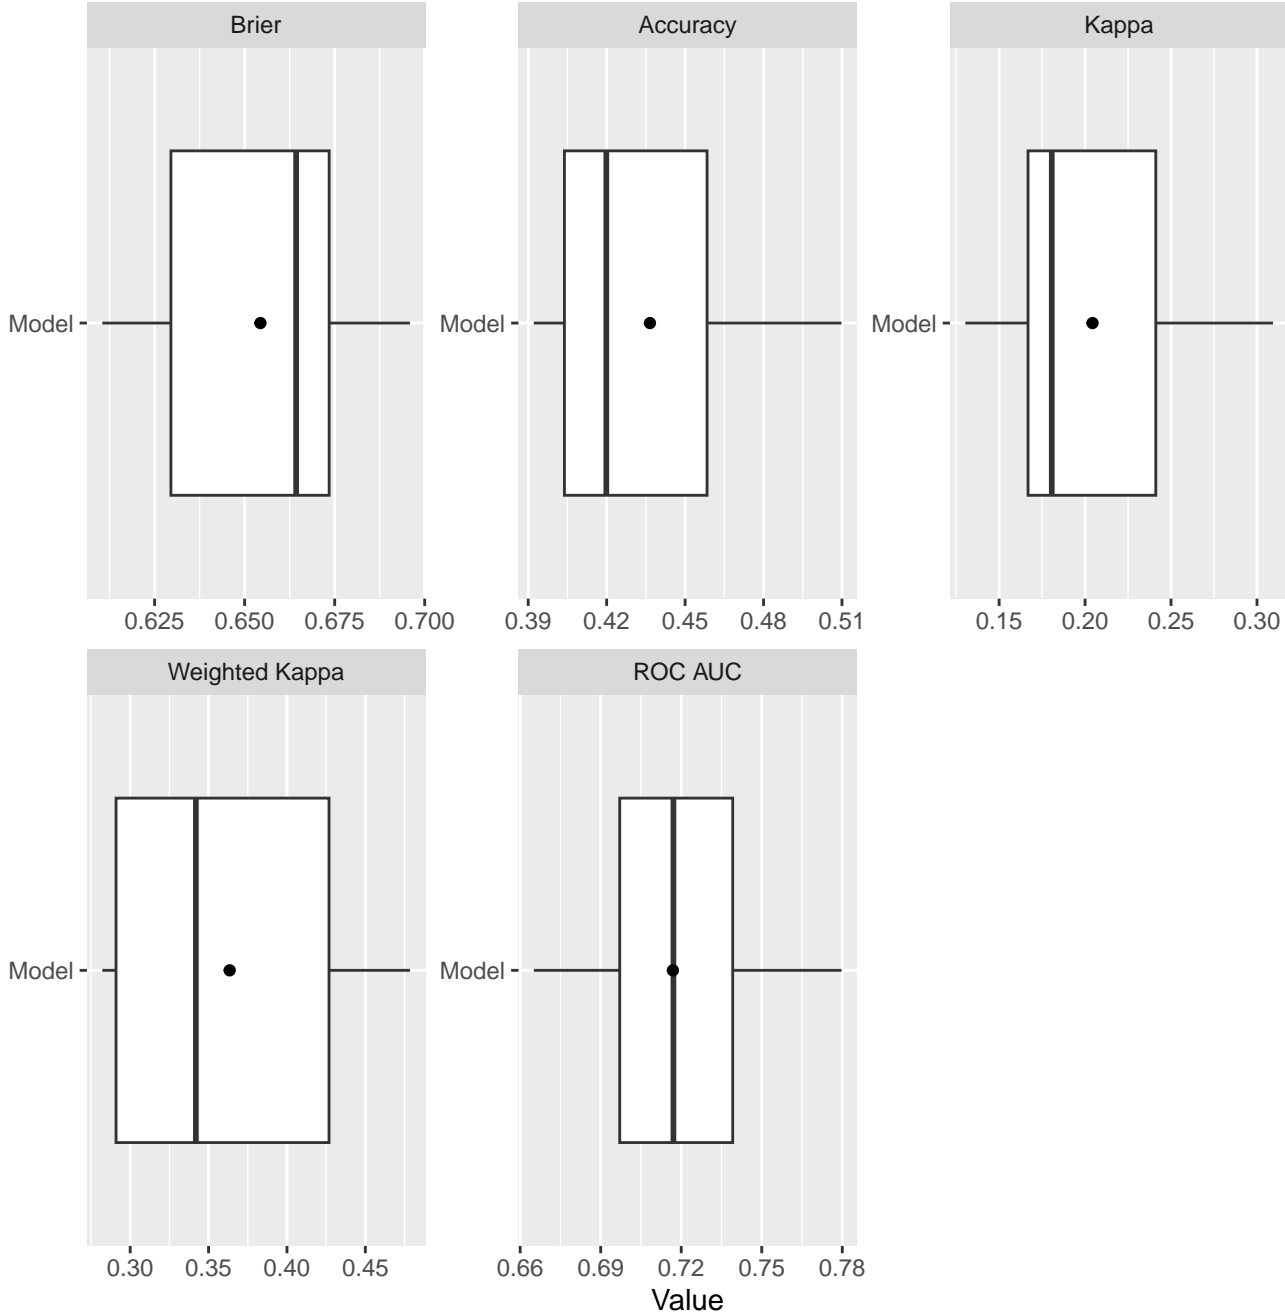 Brier Accuracy Kappa
Model Model Model
0.625 0.650 0.675 0.700 0.39 0.42 0.45 0.48 0.51 0.15 0.20 0.25 0.30
Weighted Kappa ROC AUC
Model Model
0.30 0.35 0.40 0.45 0.66 0.69 0.72 0.75 0.78
Value